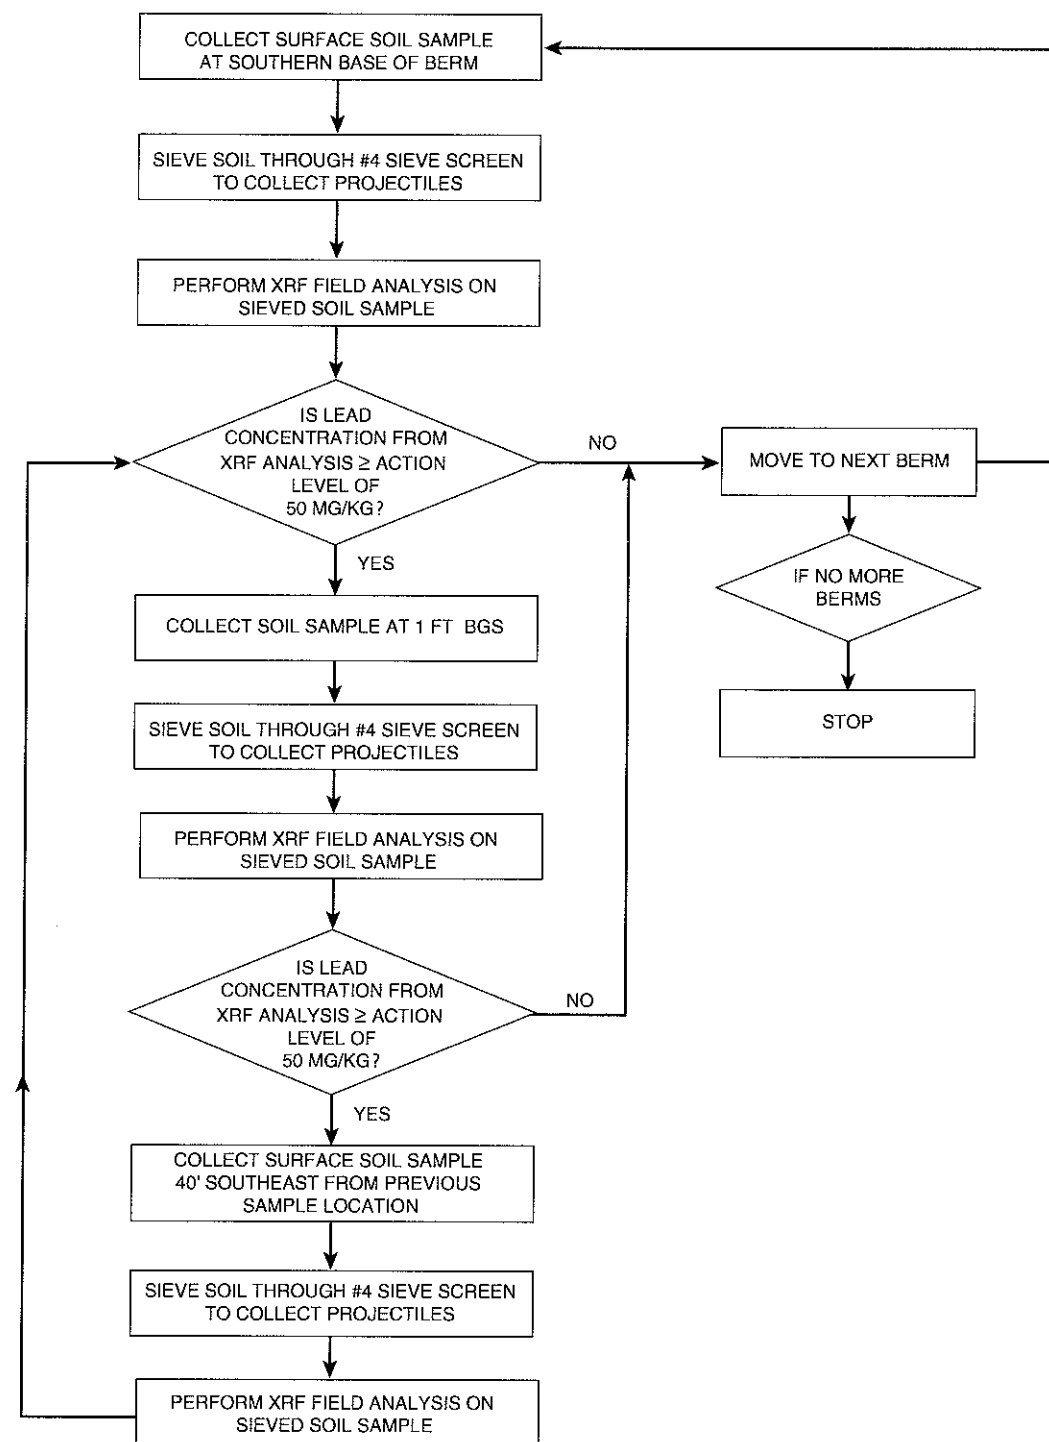 COLLECT SURFACE SOIL SAMPLE
AT SOUTHERN BASE OF BERM
SIEVE SOIL THROUGH #4 SIEVE SCREEN
TO COLLECT PROJECTILES
PERFORM XRF FIELD ANALYSIS ON
SIEVED SOIL SAMPLE
IS LEAD
CONCENTRATION FROM
XRF ANALYSIS ≥ ACTION
LEVEL OF
50 MG/KG?
NO
MOVE TO NEXT BERM
YES
IF NO MORE
BERMS
COLLECT SOIL SAMPLE AT 1 FT BGS
STOP
SIEVE SOIL THROUGH #4 SIEVE SCREEN
TO COLLECT PROJECTILES
PERFORM XRF FIELD ANALYSIS ON
SIEVED SOIL SAMPLE
IS LEAD
CONCENTRATION FROM
XRF ANALYSIS ≥ ACTION
LEVEL OF
50 MG/KG?
NO
YES
COLLECT SURFACE SOIL SAMPLE
40' SOUTHEAST FROM PREVIOUS
SAMPLE LOCATION
SIEVE SOIL THROUGH #4 SIEVE SCREEN
TO COLLECT PROJECTILES
PERFORM XRF FIELD ANALYSIS ON
SIEVED SOIL SAMPLE